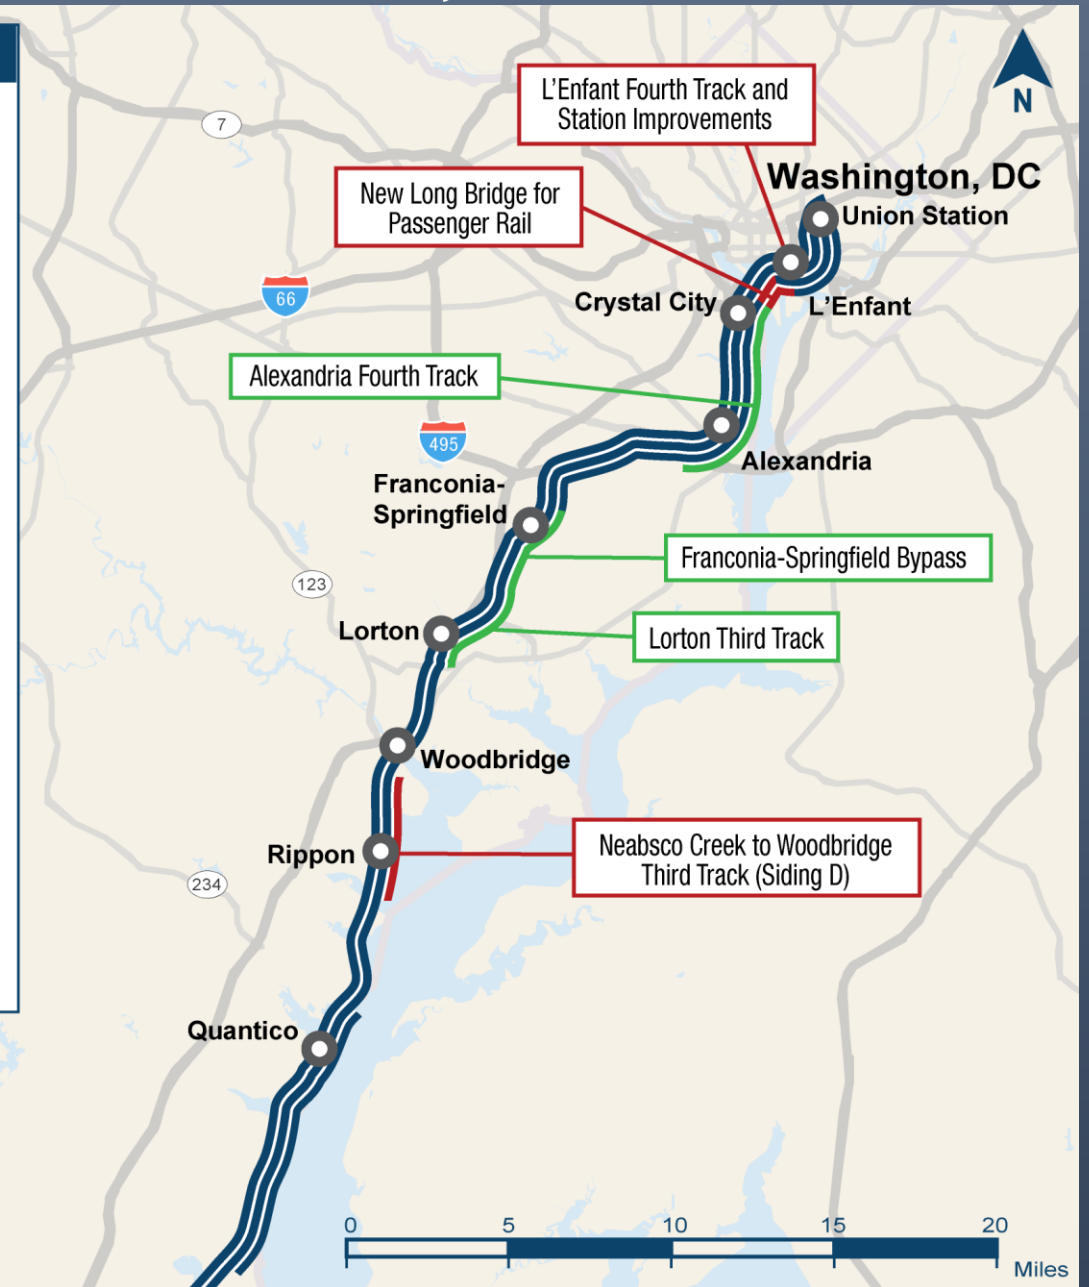 N
L'Enfant Fourth Track and
Station Improvements
7
Washington, DC
New Long Bridge for
Passenger Rail
Union Station
66
Crystal City
L'Enfant
Alexandria Fourth Track
495
Alexandria
Franconia-
Springfield
Franconia-Springfield Bypass
123
Lorton
Lorton Third Track
Woodbridge
Rippon
Neabsco Creek to Woodbridge
Third Track (Siding D)
234
Quantico
0 5 10 15 20
Miles